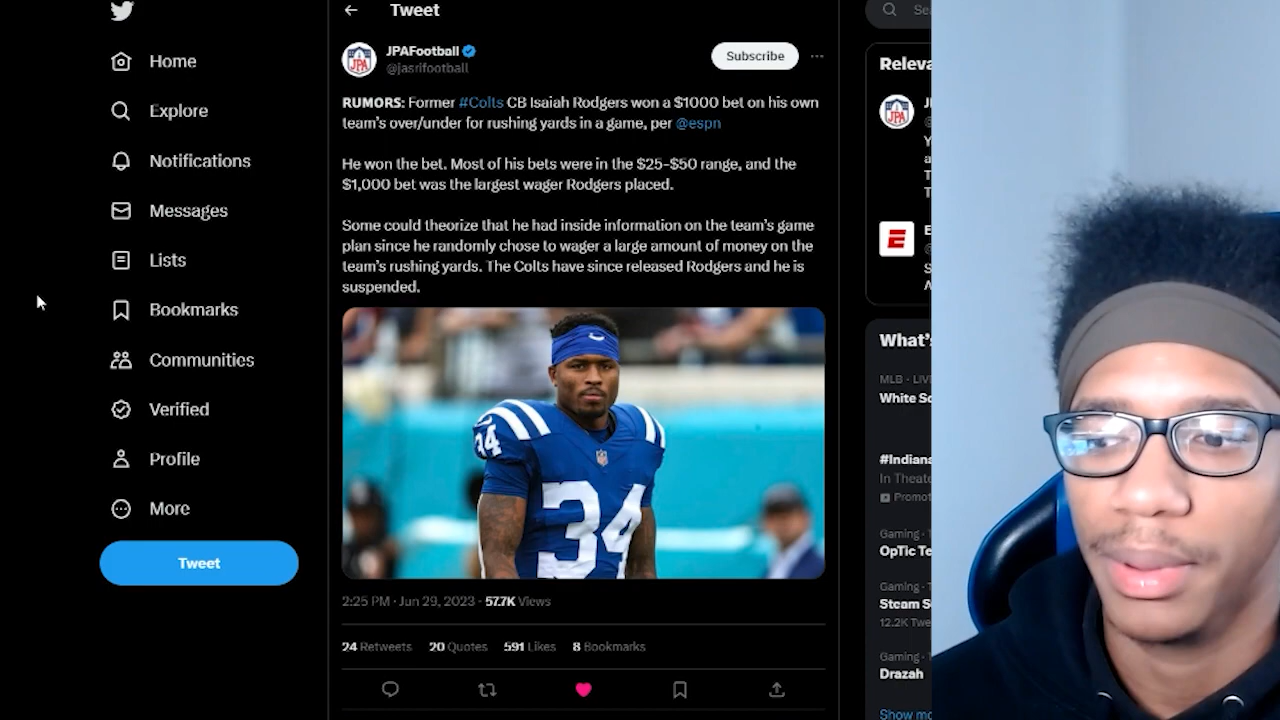 Tweet
Home
Explore
Notifications
Messages
Lists
Bookmarks
Communities
Verified
Profile
More
Tweet
JPAFootball
@jasrifootball
Subscribe
RUMORS: Former #Colts CB Isaiah Rodgers won a $1000 bet on his own
team's over/under for rushing yards in a game, per @espn
He won the bet. Most of his bets were in the $25-$50 range, and the
$1,000 bet was the largest wager Rodgers placed.
Some could theorize that he had inside information on the team's game
plan since he randomly chose to wager a large amount of money on the
team's rushing yards. The Colts have since released Rodgers and he is
suspended.
34
34
2:25 PM · Jun 29, 2023 · 57.7K Views
24 Retweets 20 Quotes 591 Likes 8 Bookmarks
JPA
E
MLB · LIV
White So
#Indiana
In Theate
Promot
Gaming · T
OpTic Te
Gaming · T
Steam S
12.2K Twe
Gaming · T
Drazah
Show mo